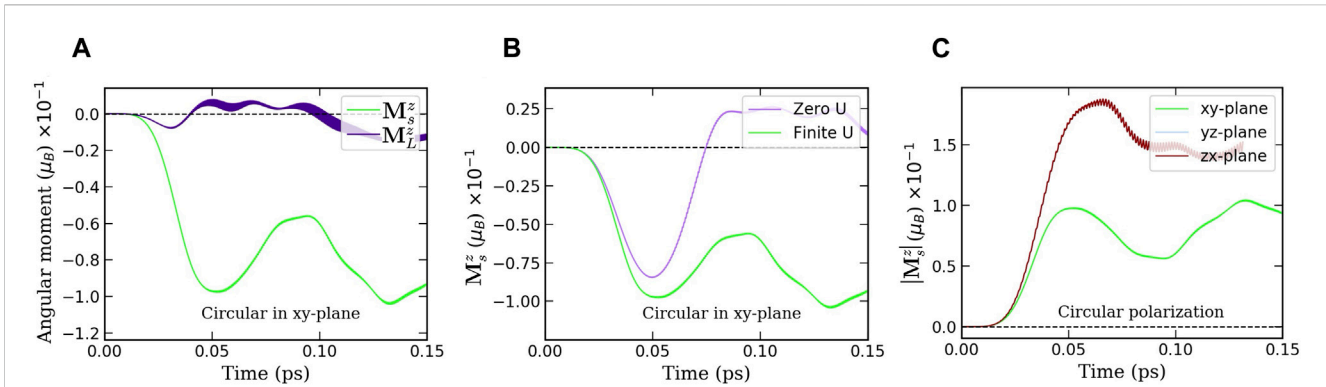 A
B
C
Angular moment (μ_B) ×10⁻¹
0.0
−0.2
−0.4
−0.6
−0.8
−1.0
−1.2
M_s^z
M_L^z
Circular in xy-plane
0.00
0.05
0.10
0.15
Time (ps)
M_s^z (μ_B) ×10⁻¹
0.25
0.00
−0.25
−0.50
−0.75
−1.00
Zero U
Finite U
Circular in xy-plane
0.00
0.05
0.10
0.15
Time (ps)
|M_s^z| (μ_B) ×10⁻¹
1.5
1.0
0.5
0.0
xy-plane
yz-plane
zx-plane
Circular polarization
0.00
0.05
0.10
0.15
Time (ps)